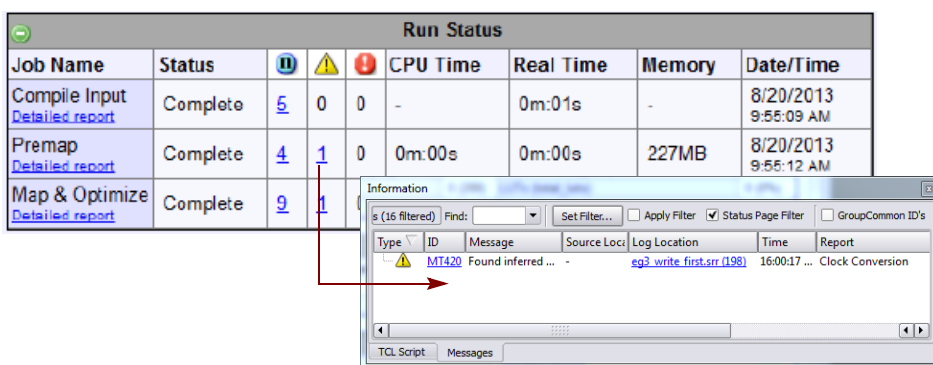 Run Status
Job Name Status n ! ! CPU Time Real Time Memory Date/Time
Compile Input
Detailed report
Complete 5 0 0 - 0m:01s - 8/20/2013
9:55:09 AM
Premap
Detailed report
Complete 4 1 0 0m:00s 0m:00s 227MB 8/20/2013
9:55:12 AM
Map & Optimize
Detailed report
Complete 9 1
Information
s (16 filtered) Find: Set Filter... Apply Filter Status Page Filter GroupCommon ID's
Type ID Message Source Loca Log Location Time Report
MT420 Found inferred ... - eg3_write_first.srr (198) 16:00:17 ... Clock Conversion
TCL Script Messages